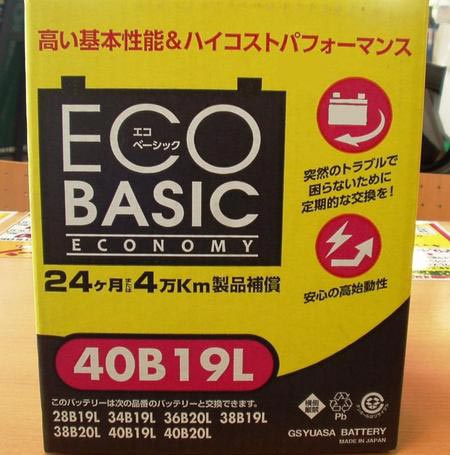 高い基本性能&ハイコストパフォーマンス
ECO
エコ
ベーシック
BASIC
ECONOMY
突然のトラブルで
困らないために
定期的な交換を!
安心の高始動性
24ヶ月または4万Km製品補償
40B19L
このバッテリーは次の品番のバッテリーと交換できます。
28B19L 34B19L 36B20L 38B19L
38B20L 40B19L 40B20L
横倒
厳禁
Pb
GSYUASA BATTERY
MADE IN JAPAN